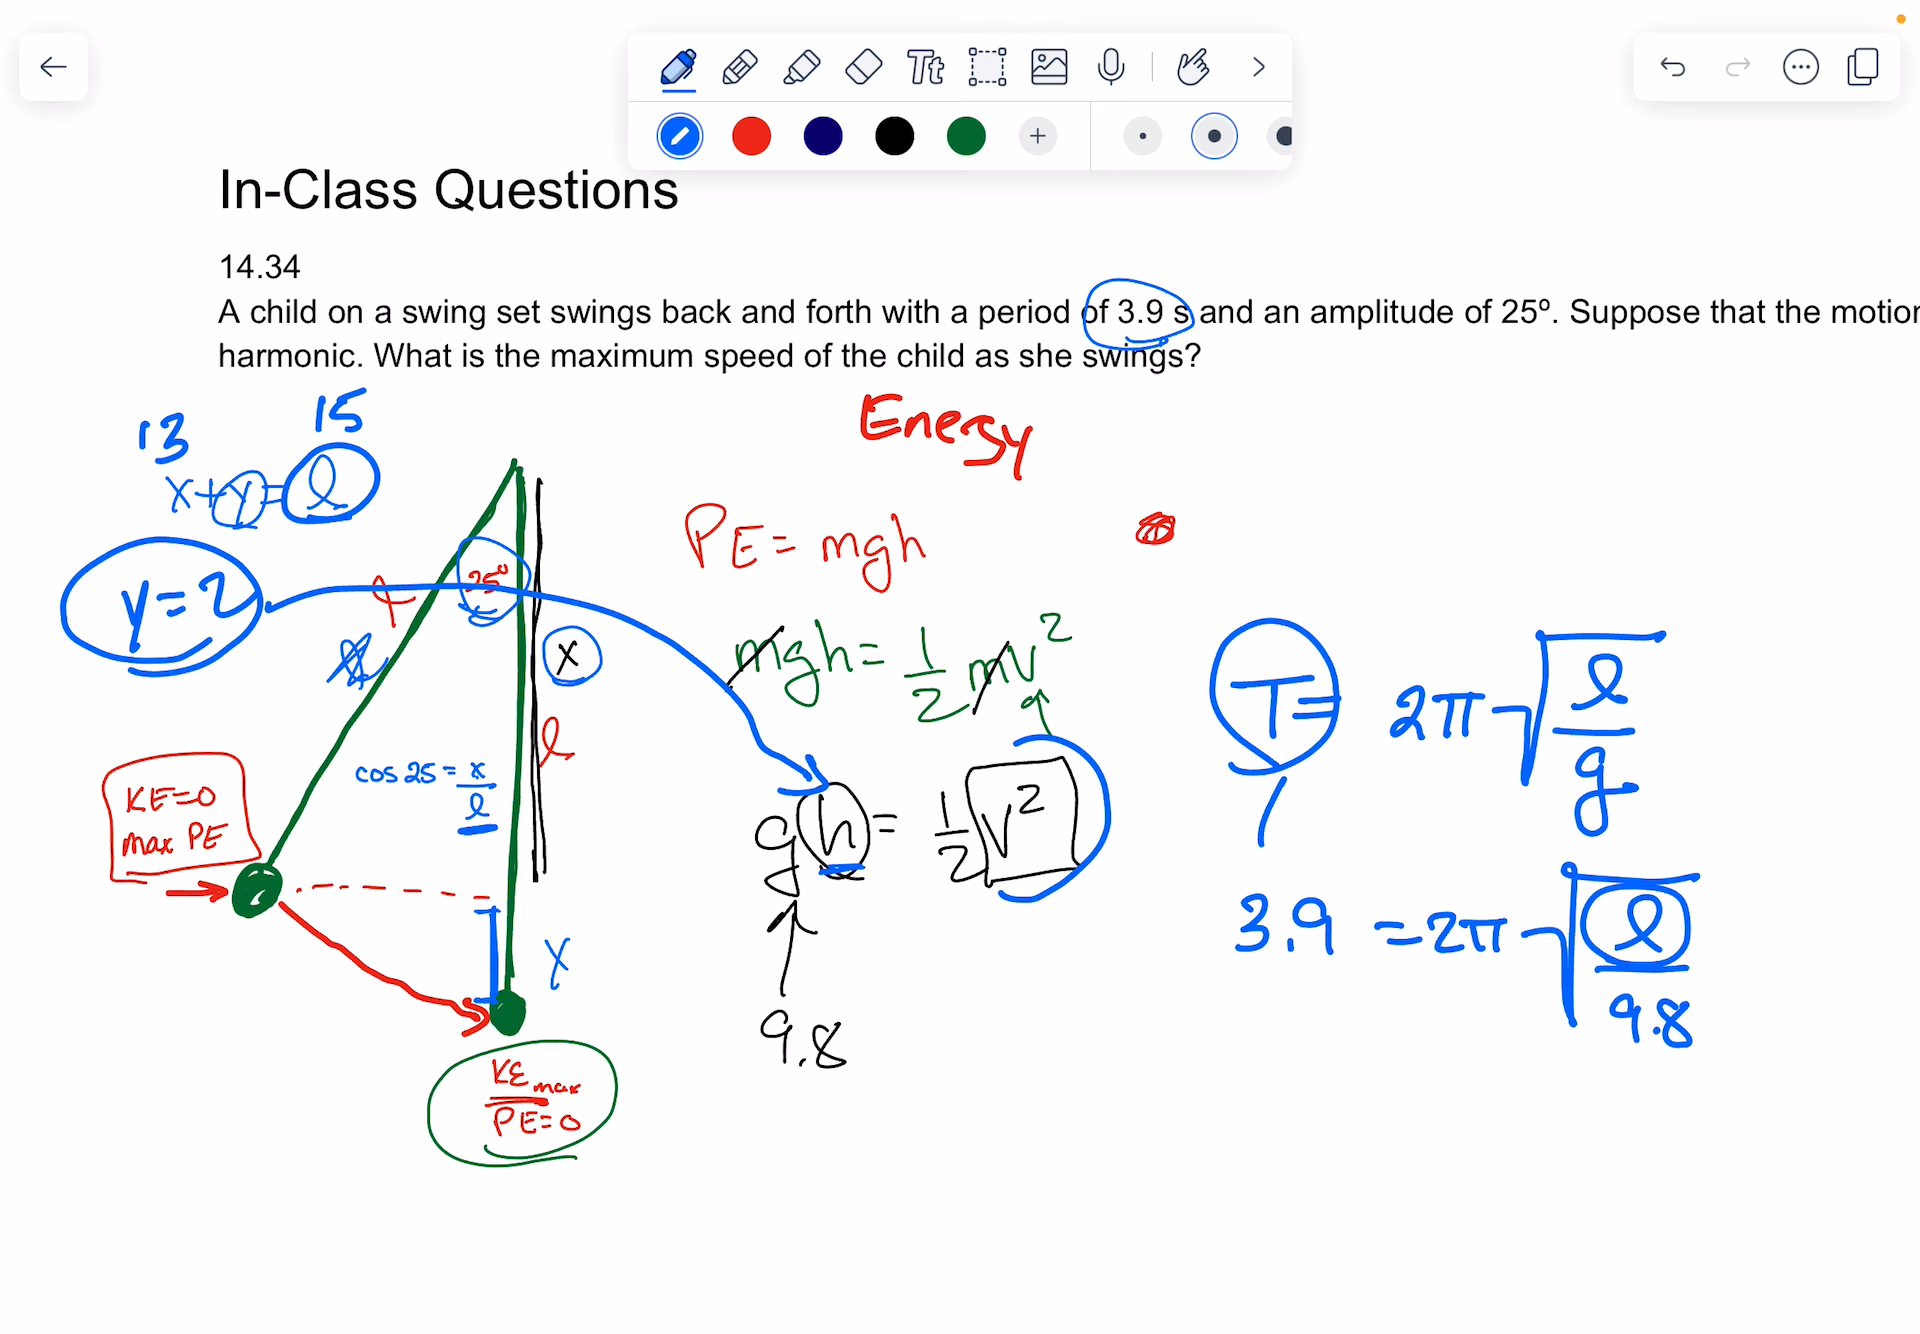 Tt
In-Class Questions
14.34
A child on a swing set swings back and forth with a period of 3.9 s and an amplitude of 25º. Suppose that the
harmonic. What is the maximum speed of the child as she swings?
Energy
13
15
x+y=l
PE= mgh
y=2
25°
x
l
mgh= 1/2 mv²
T= 2π√(l/g)
cos 25 = x/l
KE=0
max PE
gh= 1/2 v²
9.8
3.9 =2π√(l/9.8)
y
KE max
PE=0